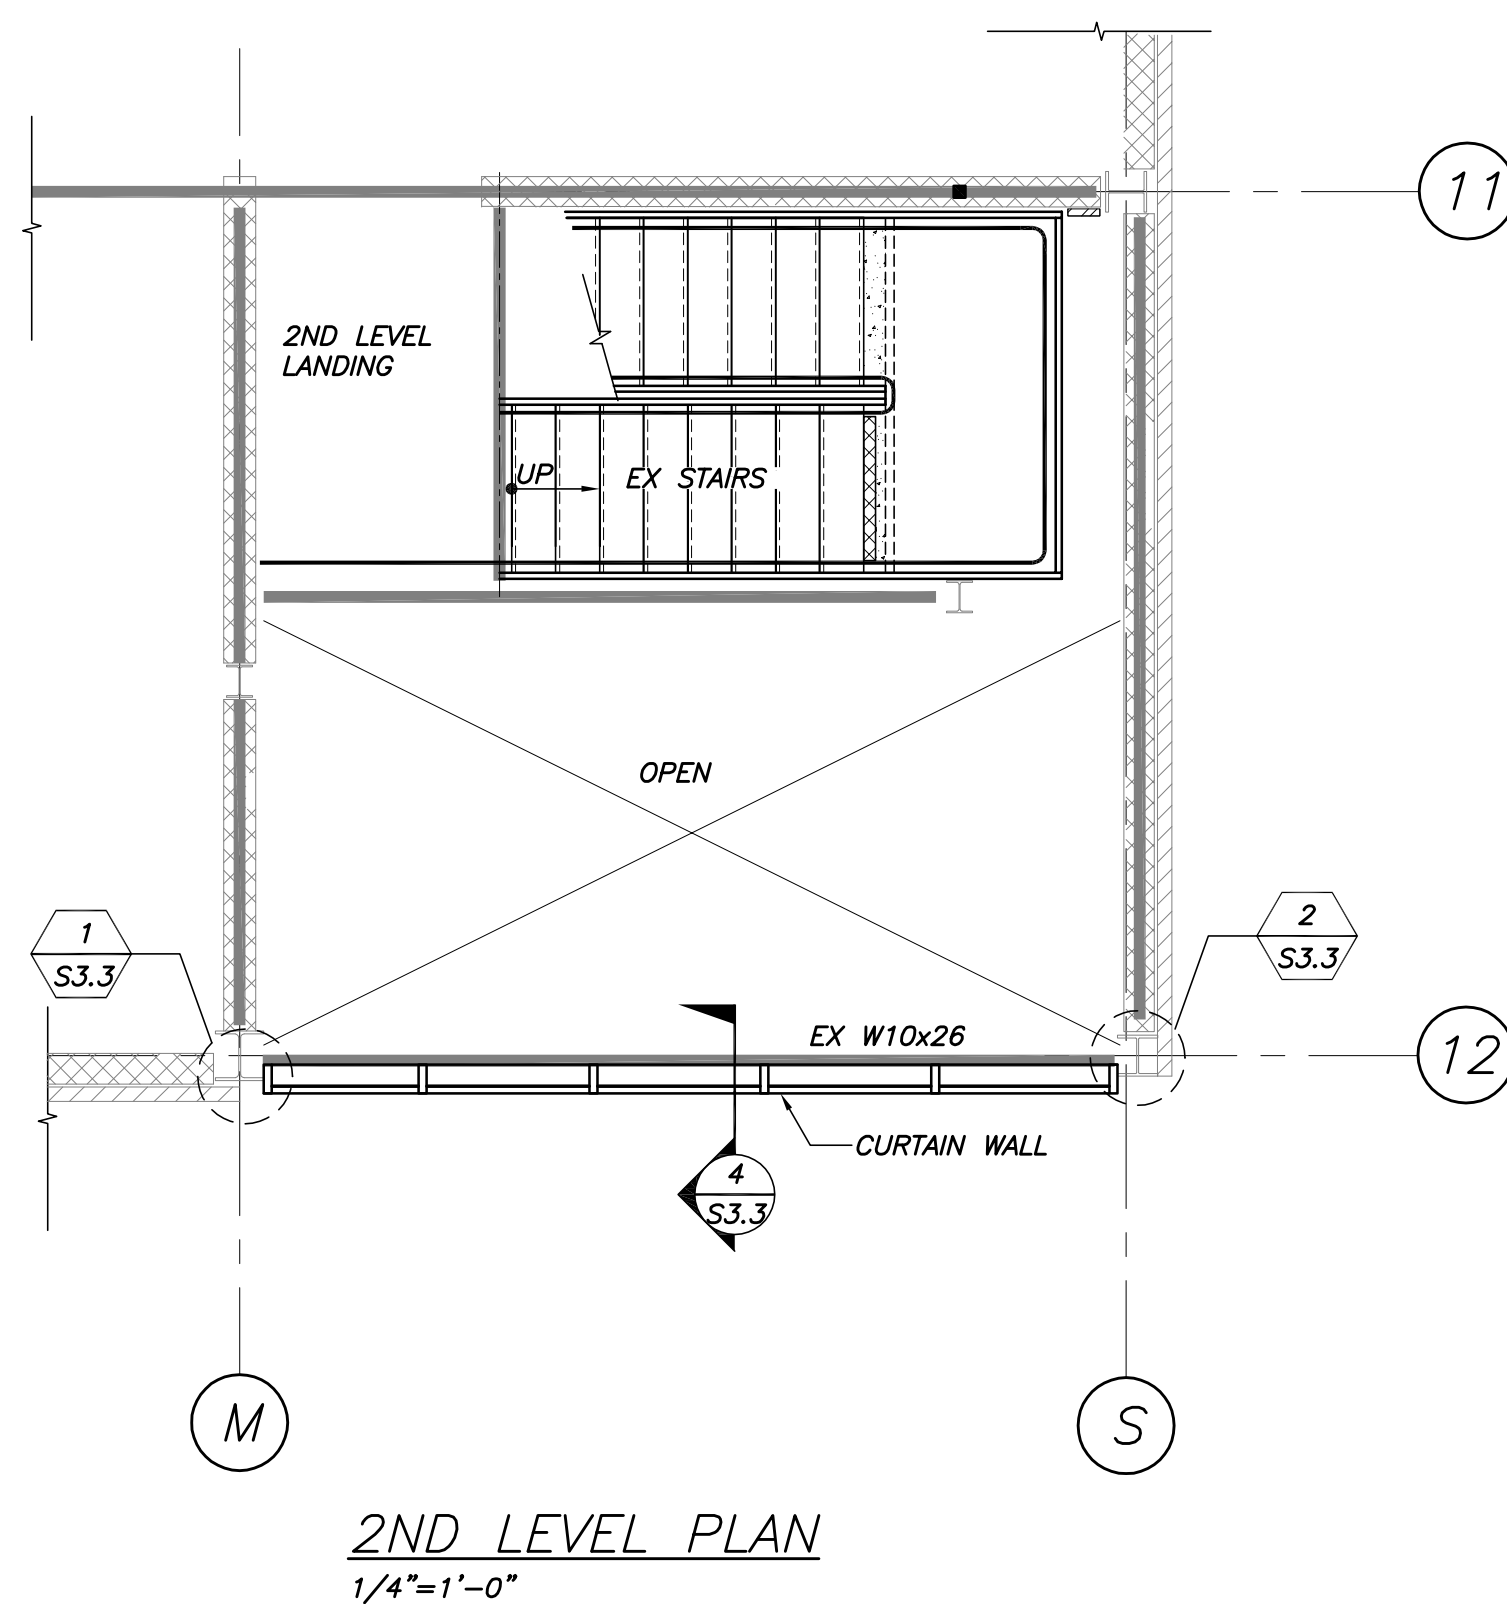 11
2ND LEVEL
LANDING
UP
EX STAIRS
OPEN
1
S3.3
2
S3.3
EX W10x26
12
CURTAIN WALL
4
S3.3
M
S
2ND LEVEL PLAN
1/4"=1'-0"